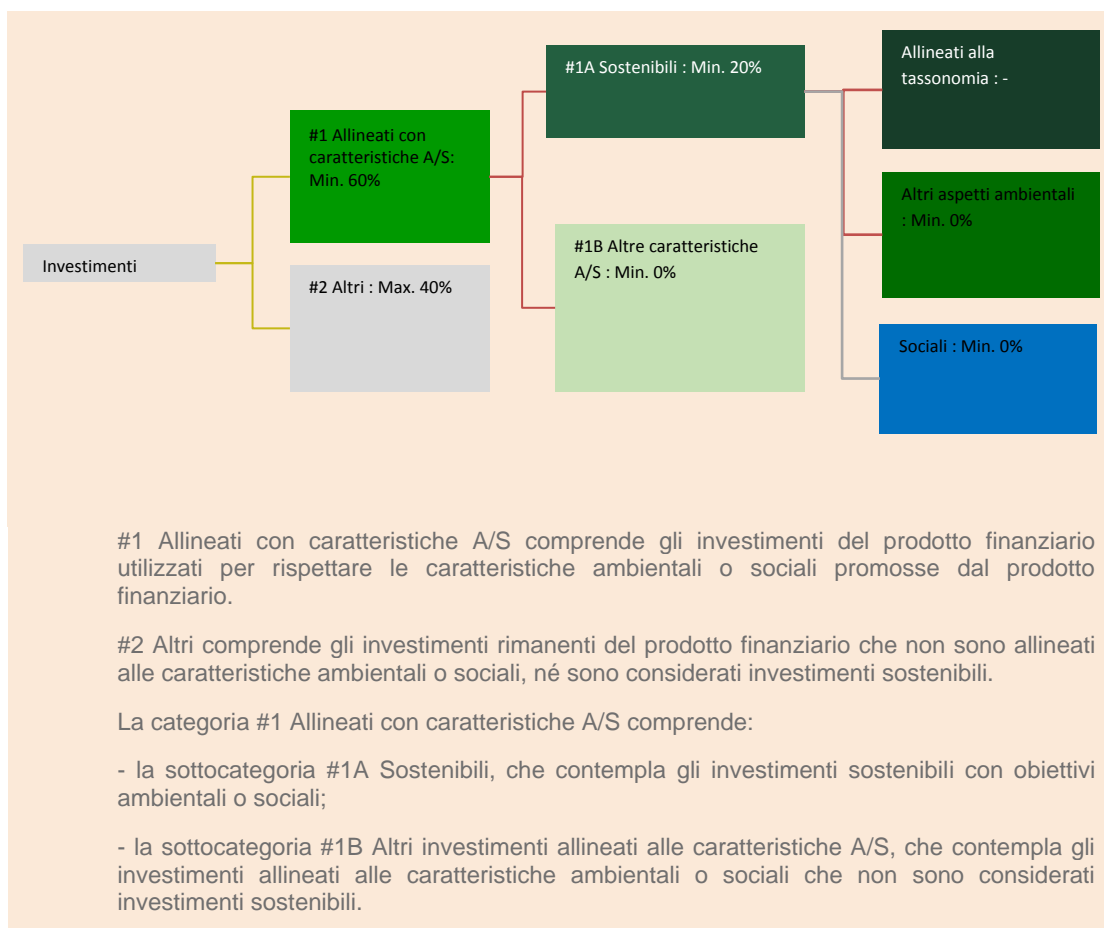 Investimenti
#1 Allineati con
caratteristiche A/S:
Min. 60%
#2 Altri : Max. 40%
#1A Sostenibili : Min. 20%
#1B Altre caratteristiche
A/S : Min. 0%
Allineati alla
tassonomia : -
Altri aspetti ambientali
: Min. 0%
Sociali : Min. 0%
#1 Allineati con caratteristiche A/S comprende gli investimenti del prodotto finanziario
utilizzati per rispettare le caratteristiche ambientali o sociali promosse dal prodotto
finanziario.
#2 Altri comprende gli investimenti rimanenti del prodotto finanziario che non sono allineati
alle caratteristiche ambientali o sociali, né sono considerati investimenti sostenibili.
La categoria #1 Allineati con caratteristiche A/S comprende:
- la sottocategoria #1A Sostenibili, che contempla gli investimenti sostenibili con obiettivi
ambientali o sociali;
- la sottocategoria #1B Altri investimenti allineati alle caratteristiche A/S, che contempla gli
investimenti allineati alle caratteristiche ambientali o sociali che non sono considerati
investimenti sostenibili.